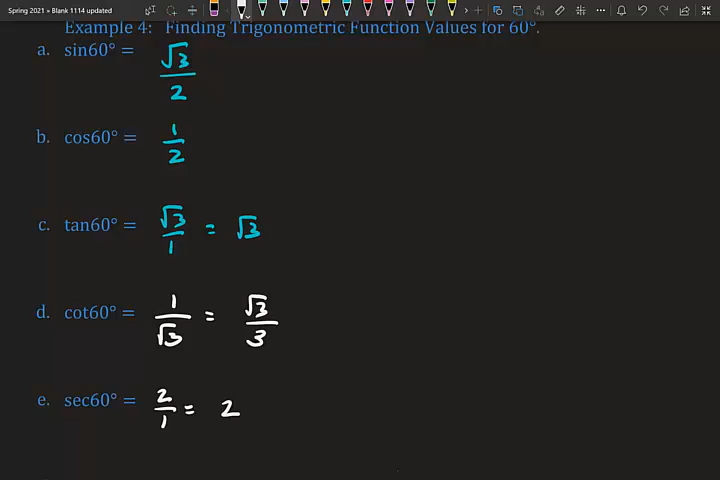 Spring 2021 » Blank 1114 updated
Example 4: Finding Trigonometric Function Values for 60°.
a. sin60° = √3/2
b. cos60° = 1/2
c. tan60° = √3/1 = √3
d. cot60° = 1/√3 = √3/3
e. sec60° = 2/1 = 2